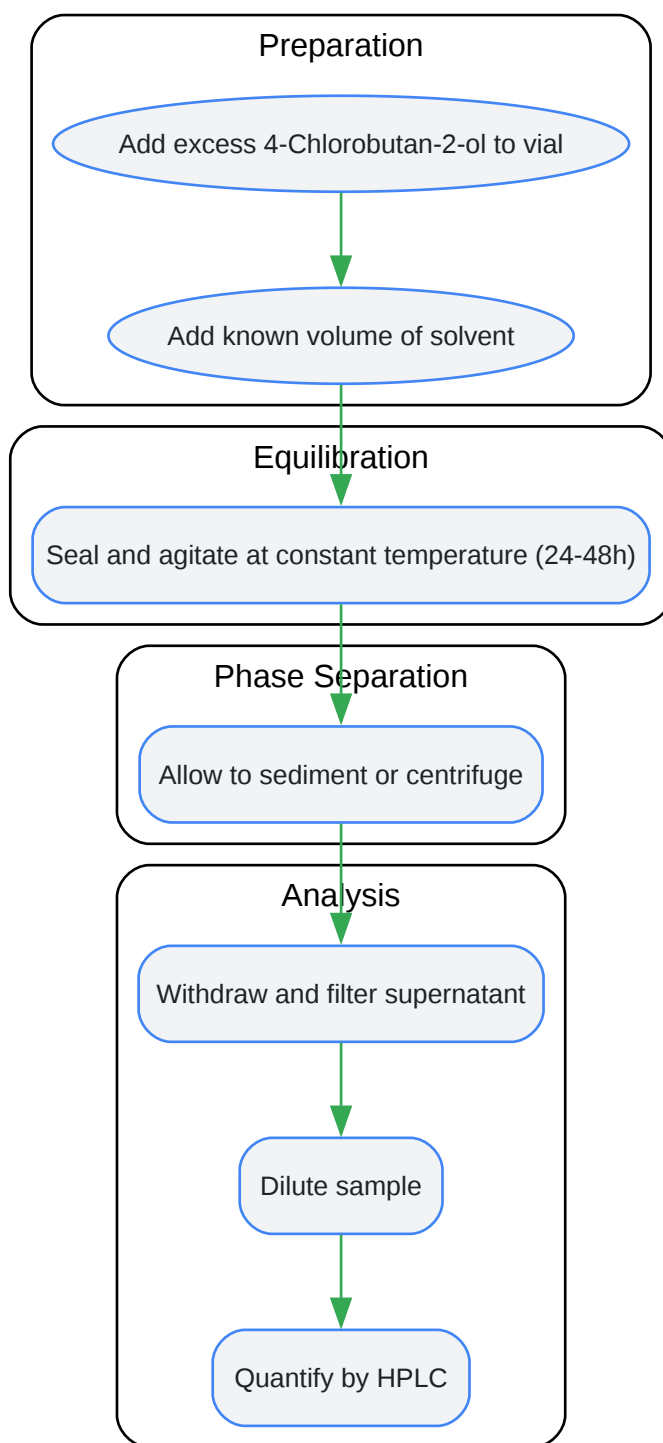 Preparation
Add excess 4-Chlorobutan-2-ol to vial
Add known volume of solvent
Equilibration
Seal and agitate at constant temperature (24-48h)
Phase Separation
Allow to sediment or centrifuge
Analysis
Withdraw and filter supernatant
Dilute sample
Quantify by HPLC